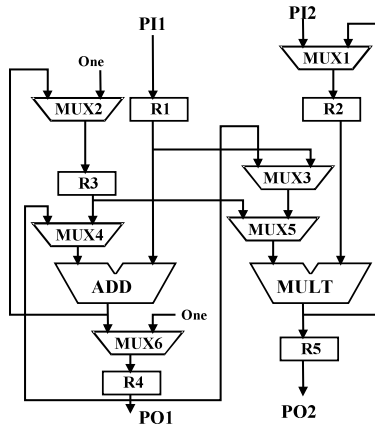 PI1
PI2
One
MUX1
MUX2
R1
R2
R3
MUX3
MUX4
MUX5
ADD
MULT
One
MUX6
R5
R4
PO1
PO2